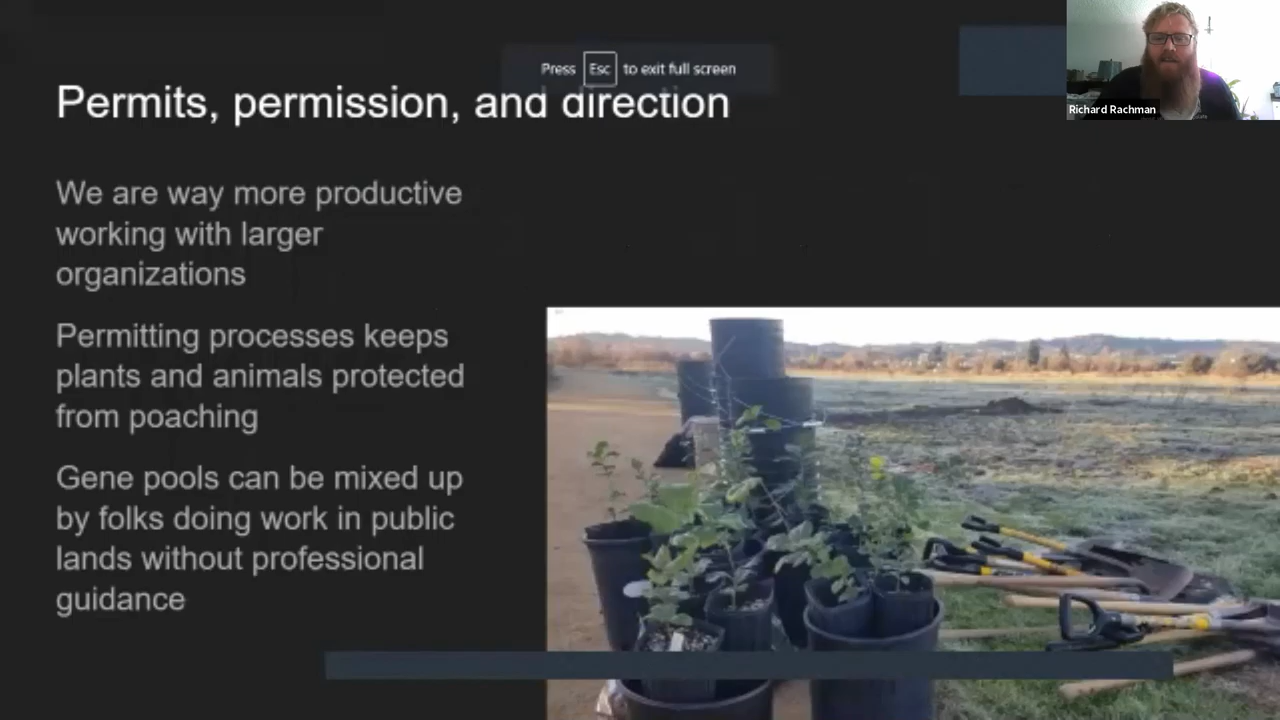 Press Esc to exit full screen
Permits, permission, and direction
Richard Rachman
We are way more productive
working with larger
organizations
Permitting processes keeps
plants and animals protected
from poaching
Gene pools can be mixed up
by folks doing work in public
lands without professional
guidance